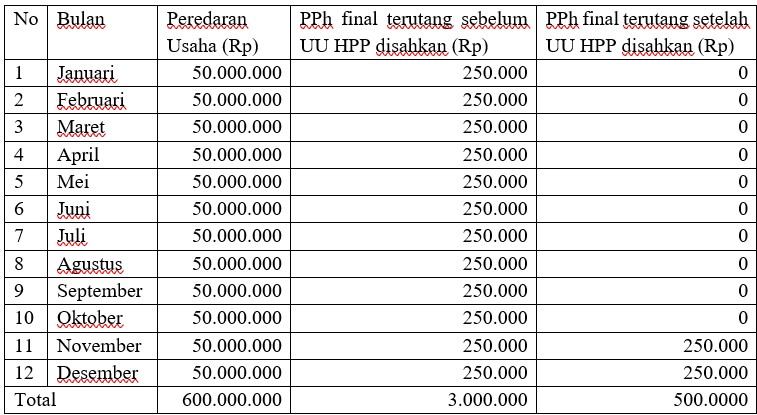 No Bulan Peredaran Usaha (Rp) PPh final terutang sebelum UU HPP disahkan (Rp) PPh final terutang setelah UU HPP disahkan (Rp)
1 Januari 50.000.000 250.000 0
2 Februari 50.000.000 250.000 0
3 Maret 50.000.000 250.000 0
4 April 50.000.000 250.000 0
5 Mei 50.000.000 250.000 0
6 Juni 50.000.000 250.000 0
7 Juli 50.000.000 250.000 0
8 Agustus 50.000.000 250.000 0
9 September 50.000.000 250.000 0
10 Oktober 50.000.000 250.000 0
11 November 50.000.000 250.000 250.000
12 Desember 50.000.000 250.000 250.000
Total 600.000.000 3.000.000 500.0000